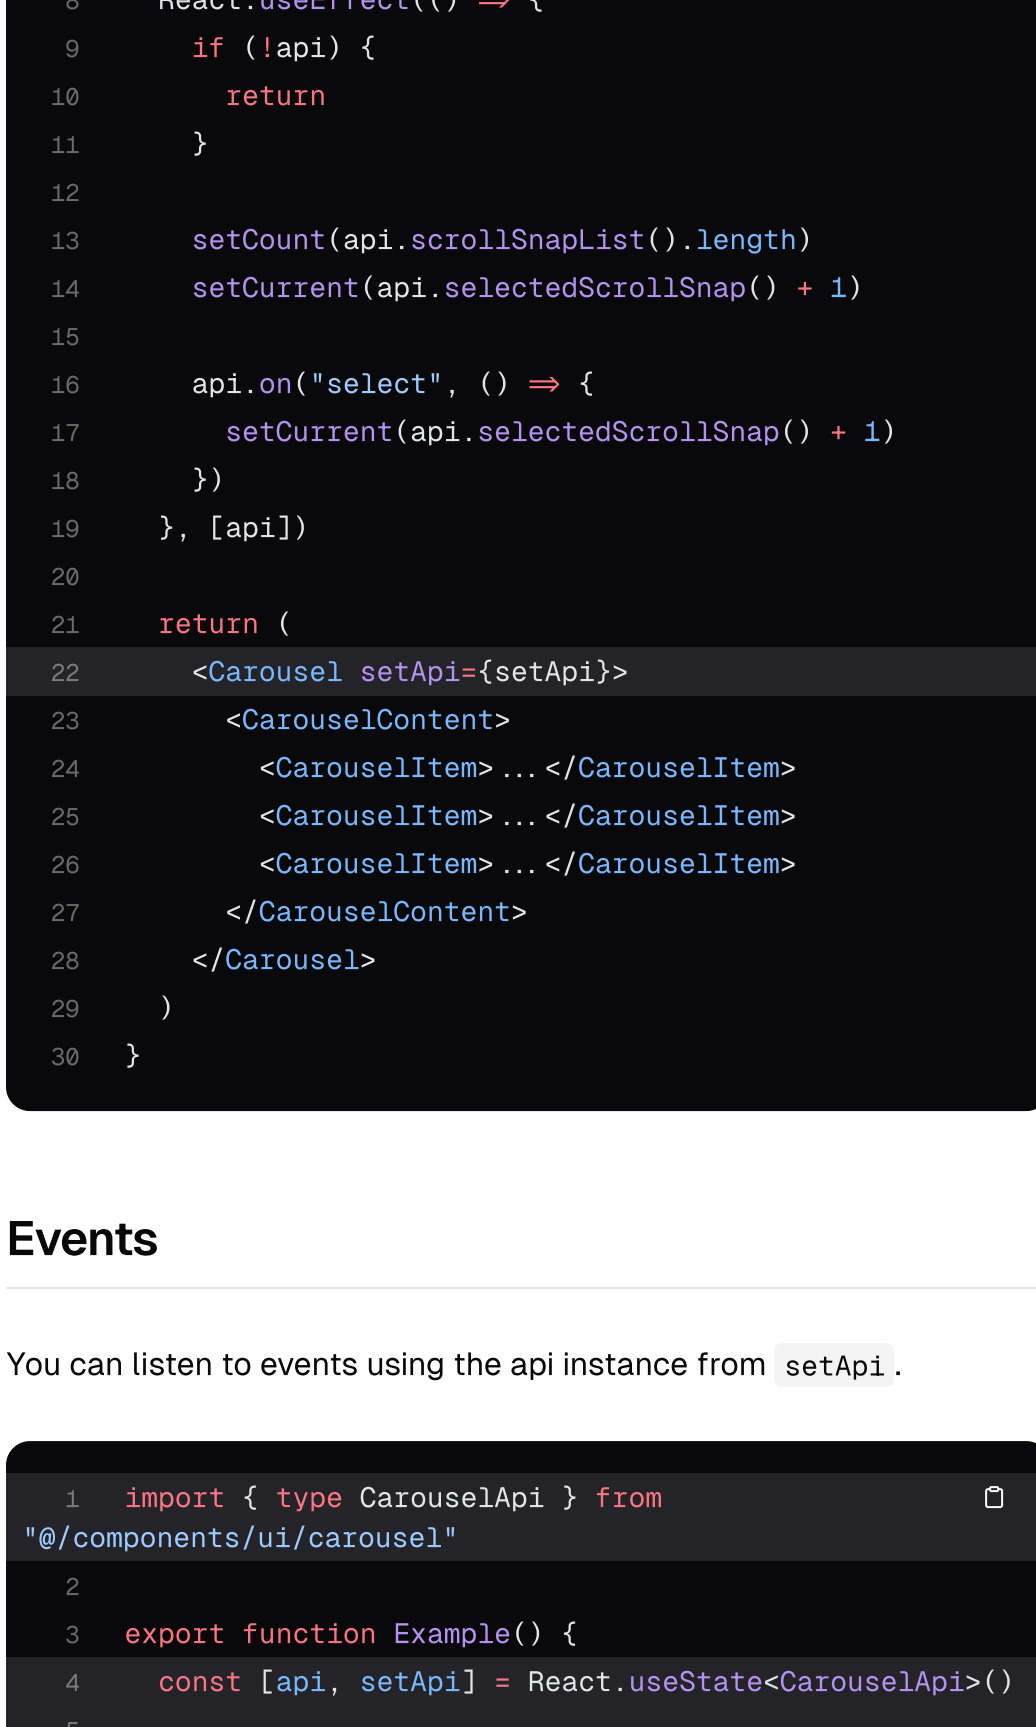 8 React.useEffect(() => {
9 if (!api) {
10 return
11 }
12
13 setCount(api.scrollSnapList().length)
14 setCurrent(api.selectedScrollSnap() + 1)
15
16 api.on("select", () => {
17 setCurrent(api.selectedScrollSnap() + 1)
18 })
19 }, [api])
20
21 return (
22 <Carousel setApi={setApi}>
23 <CarouselContent>
24 <CarouselItem>...</CarouselItem>
25 <CarouselItem>...</CarouselItem>
26 <CarouselItem>...</CarouselItem>
27 </CarouselContent>
28 </Carousel>
29 )
30 }
Events
You can listen to events using the api instance from setApi.
1 import { type CarouselApi } from
"@/components/ui/carousel"
2
3 export function Example() {
4 const [api, setApi] = React.useState<CarouselApi>()
5